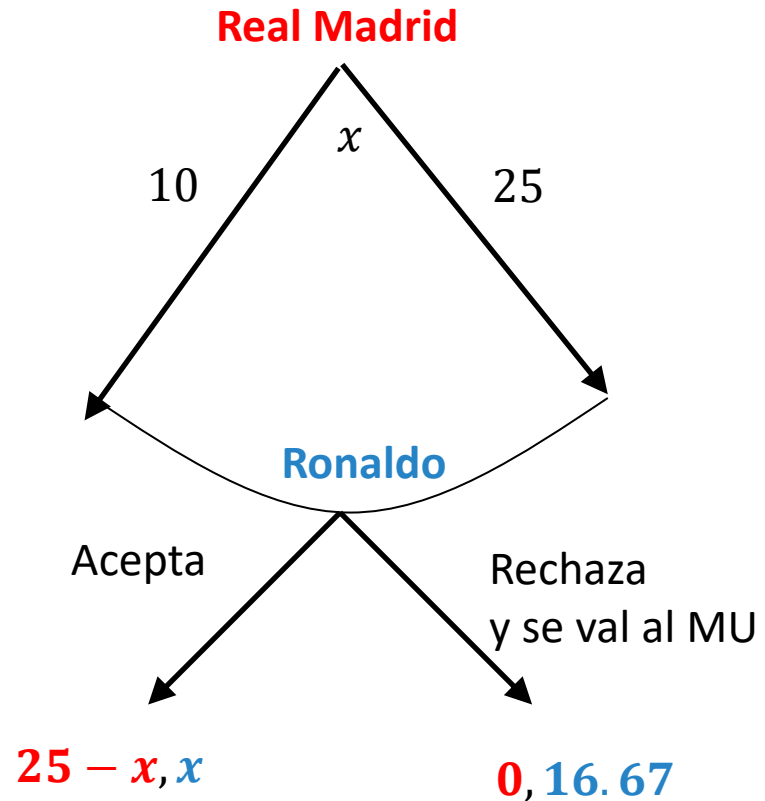 Real Madrid
x
10
25
Ronaldo
Acepta
Rechaza
y se val al MU
25 − x, x
0, 16.67